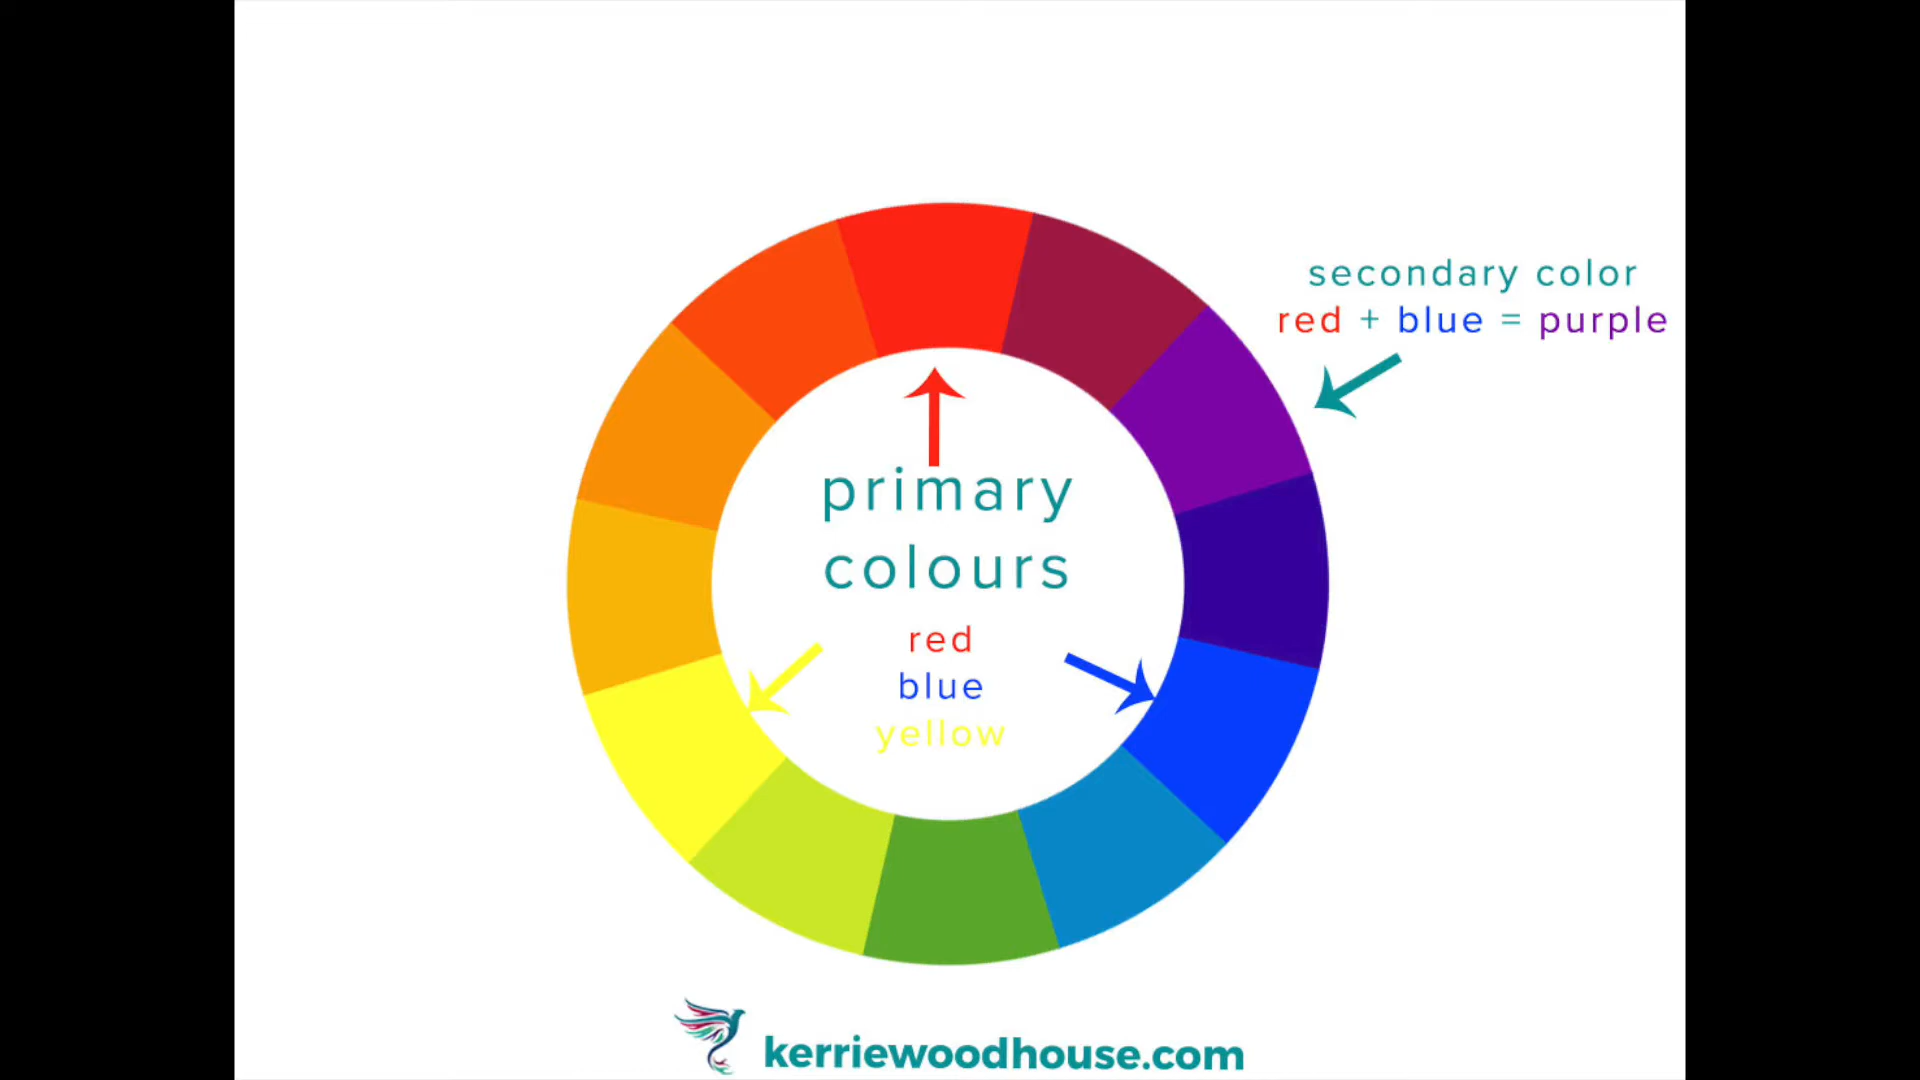 secondary color
red + blue = purple
primary
colours
red
blue
yellow
kerriewoodhouse.com